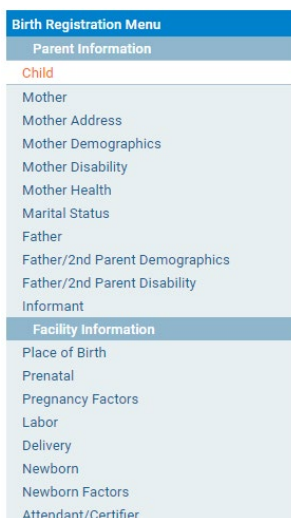 Birth Registration Menu
Parent Information
Child
Mother
Mother Address
Mother Demographics
Mother Disability
Mother Health
Marital Status
Father
Father/2nd Parent Demographics
Father/2nd Parent Disability
Informant
Facility Information
Place of Birth
Prenatal
Pregnancy Factors
Labor
Delivery
Newborn
Newborn Factors
Attendant/Certifier